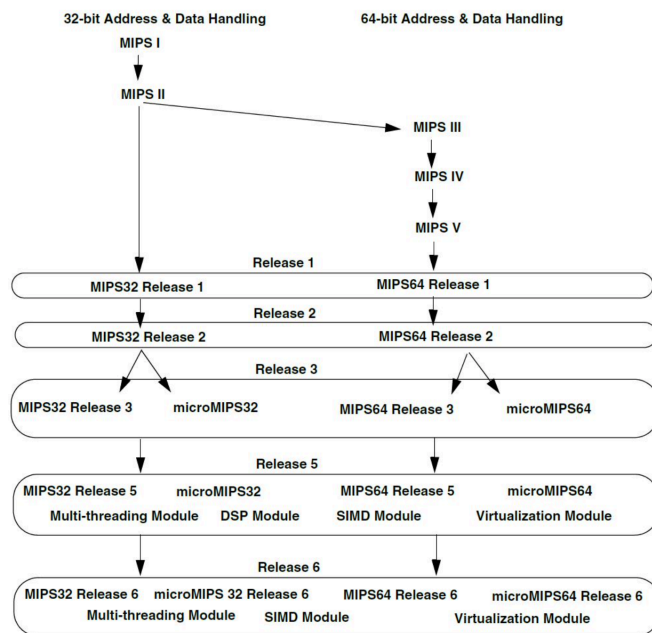 32-bit Address & Data Handling
64-bit Address & Data Handling
MIPS I
MIPS II
MIPS III
MIPS IV
MIPS V
Release 1
MIPS32 Release 1
MIPS64 Release 1
Release 2
MIPS32 Release 2
MIPS64 Release 2
Release 3
MIPS32 Release 3
microMIPS32
MIPS64 Release 3
microMIPS64
Release 5
MIPS32 Release 5
microMIPS32
MIPS64 Release 5
microMIPS64
Multi-threading Module
DSP Module
SIMD Module
Virtualization Module
Release 6
MIPS32 Release 6
microMIPS 32 Release 6
MIPS64 Release 6
microMIPS64 Release 6
Multi-threading Module
SIMD Module
Virtualization Module